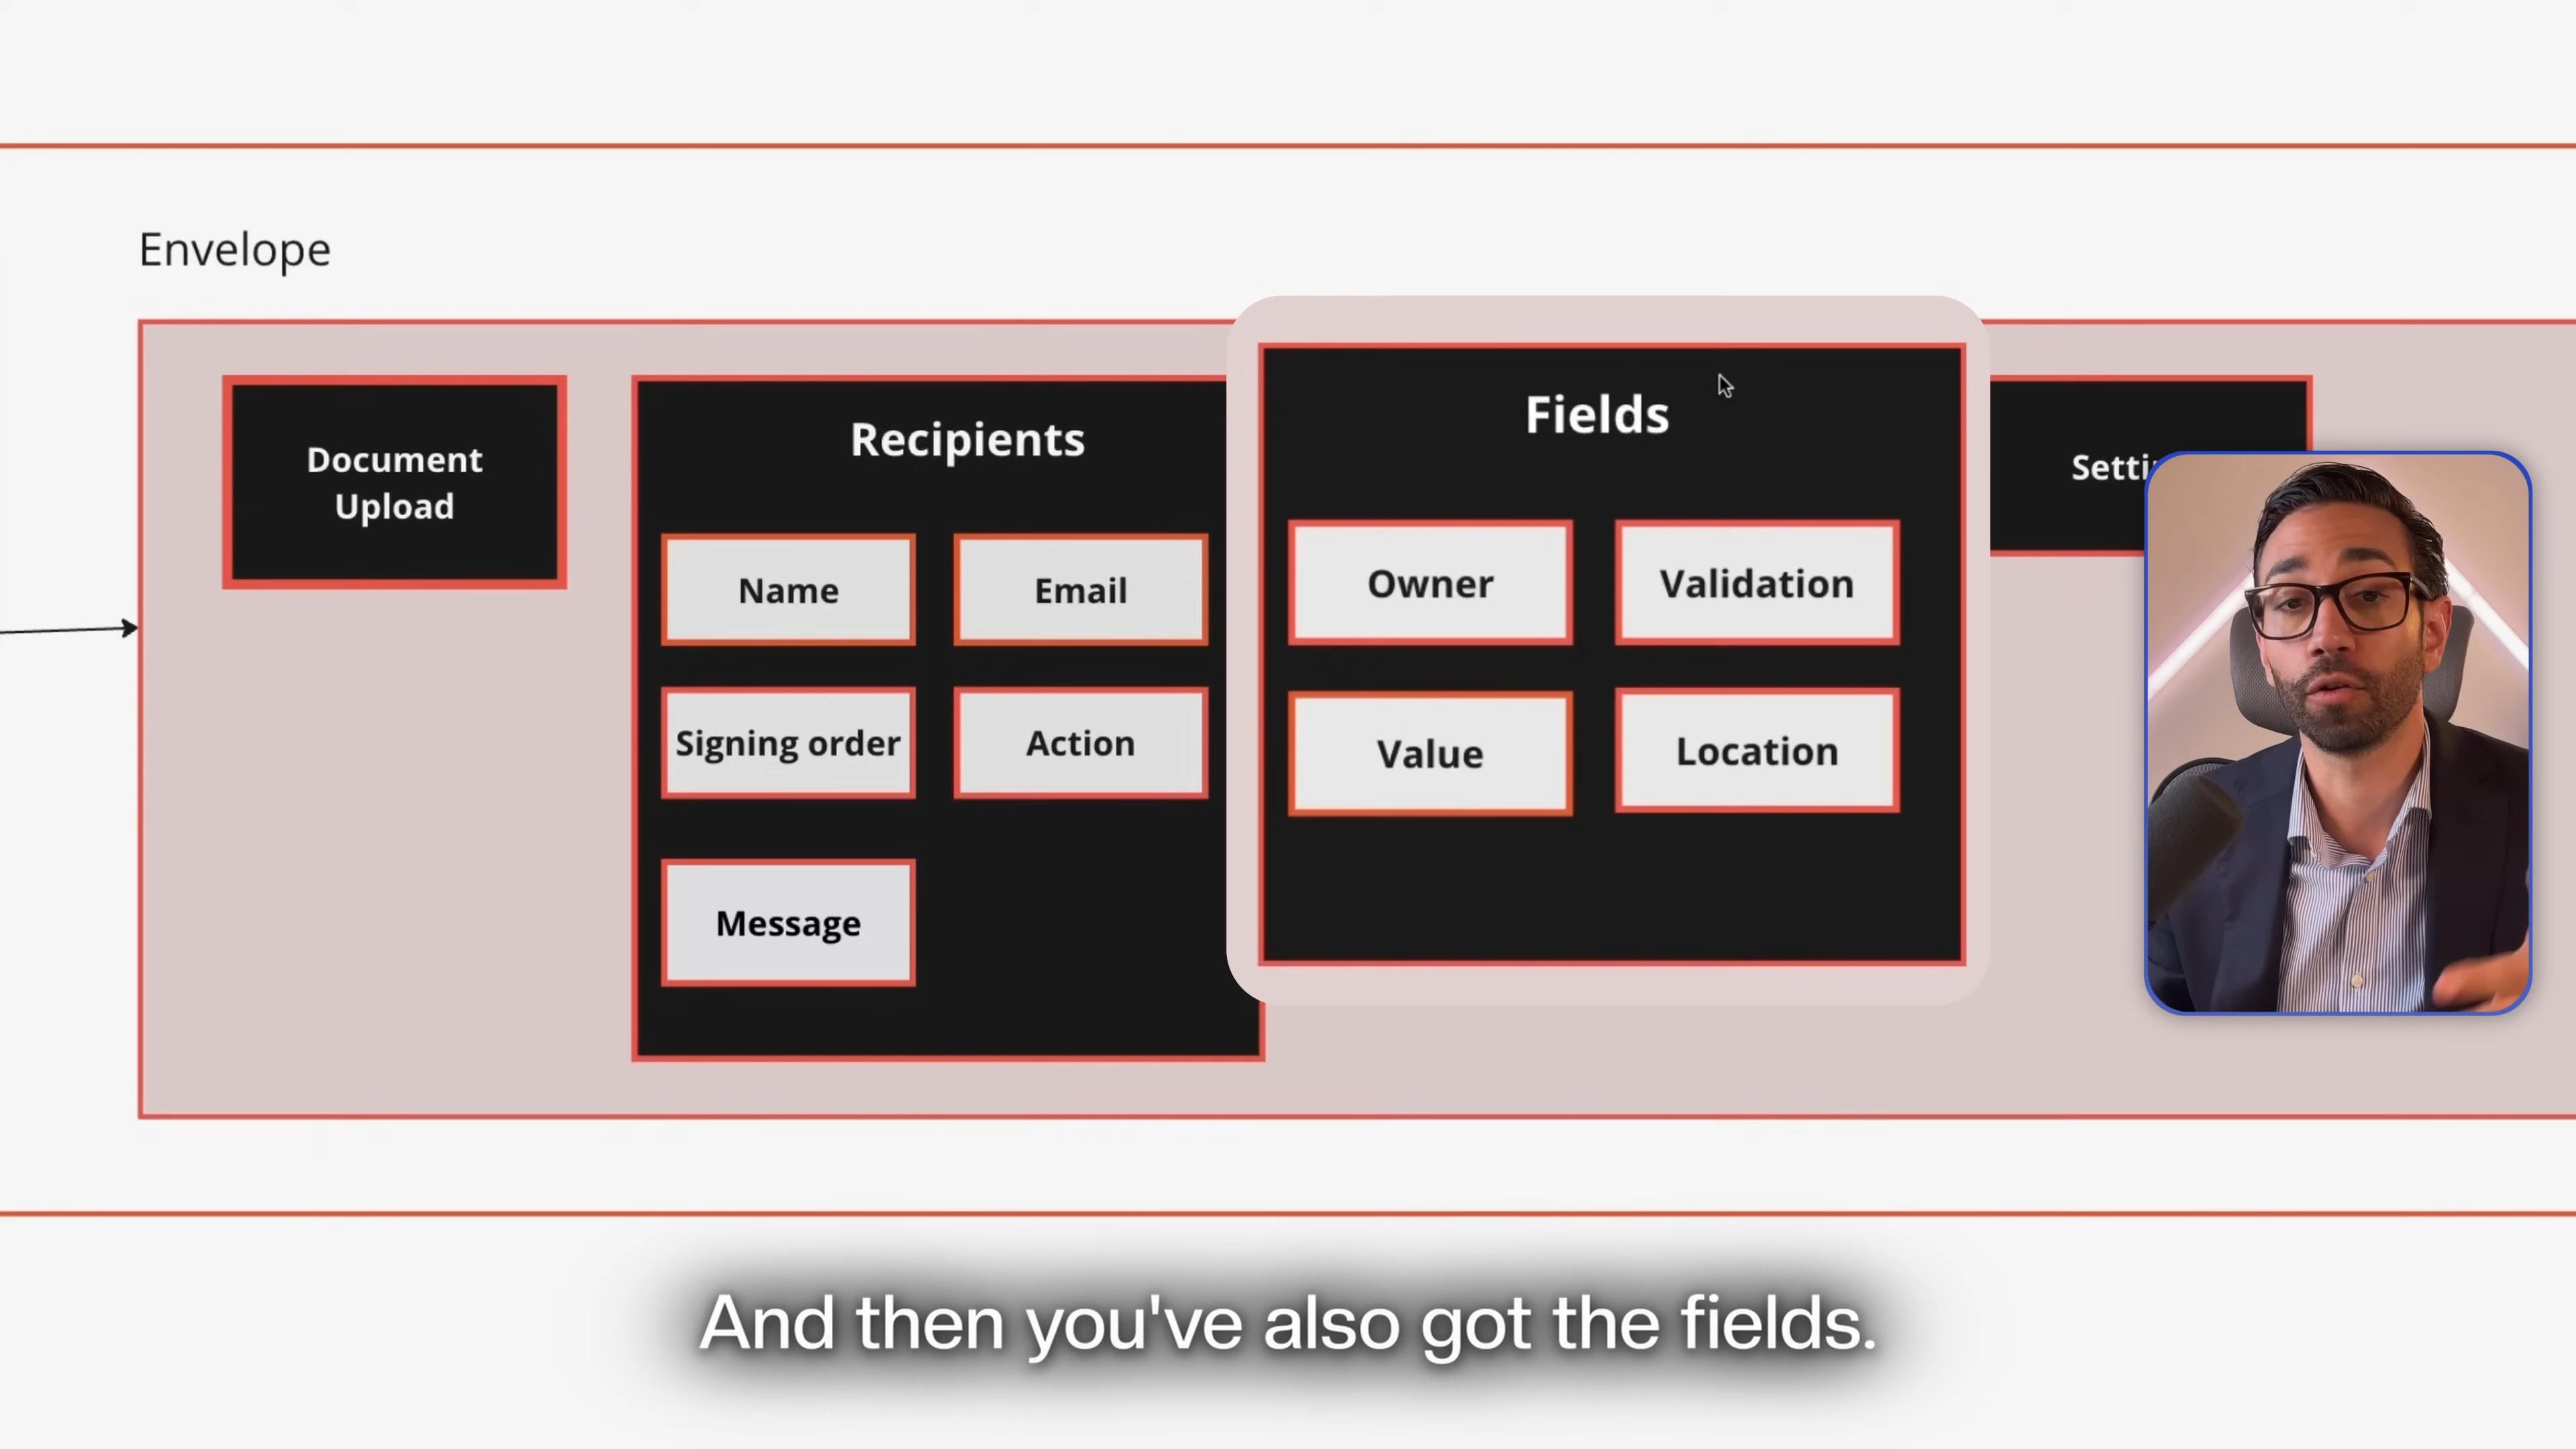 Envelope
Document
Upload
Recipients
Name
Email
Signing order
Action
Message
Fields
Owner
Validation
Value
Location
And then you've also got the fields.